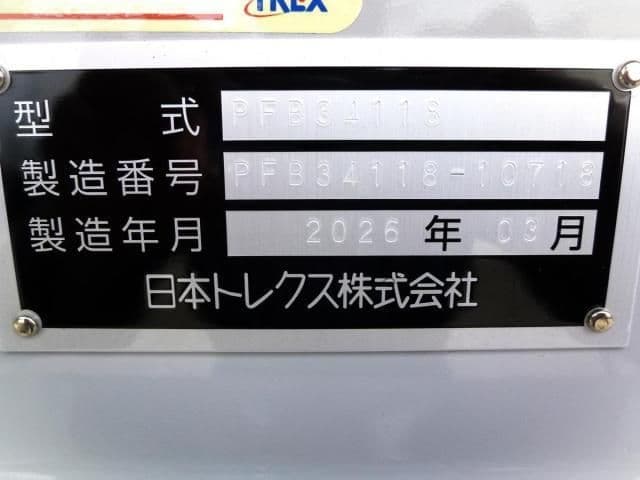 TREX
型式 PFB34118
製造番号 PFB34118-10718
製造年月 2026年03月
日本トレクス株式会社